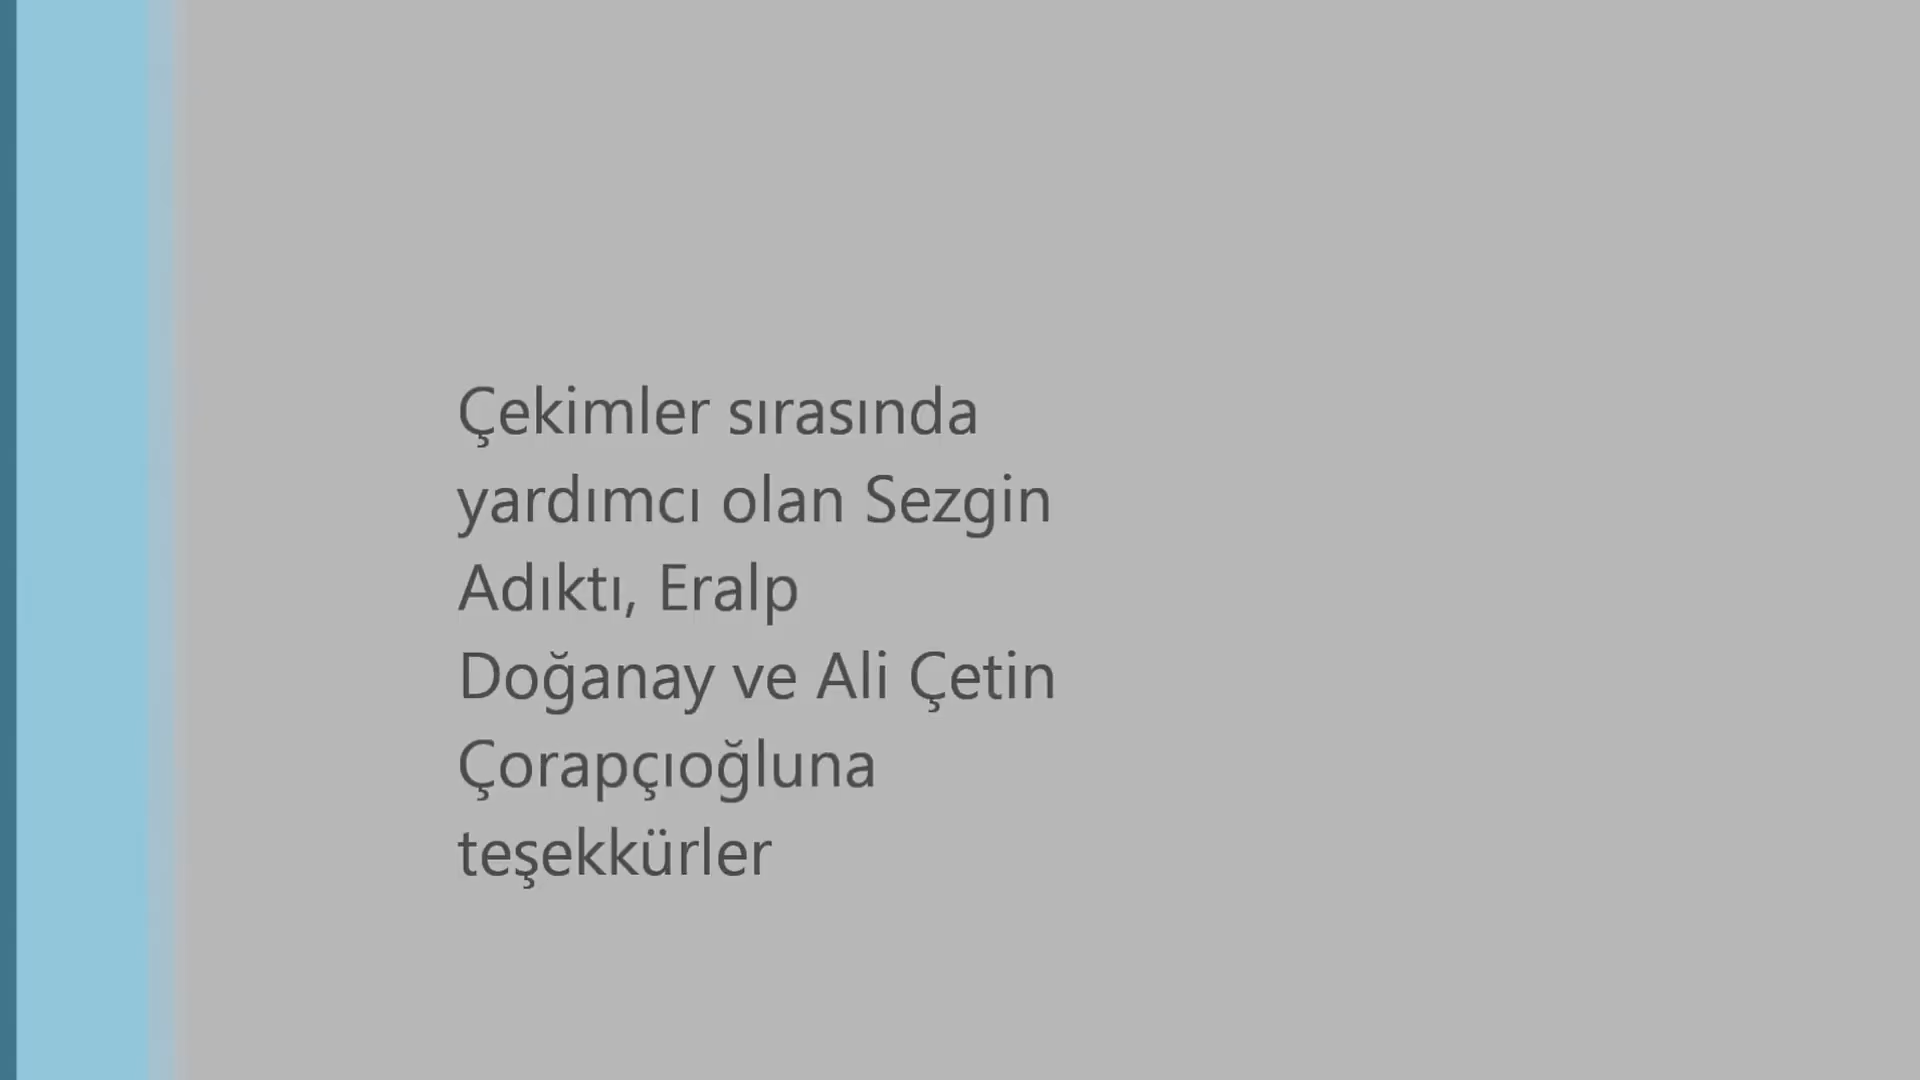 Çekimler sırasında
yardımcı olan Sezgin
Adıktı, Eralp
Doğanay ve Ali Çetin
Çorapçıoğluna
teşekkürler